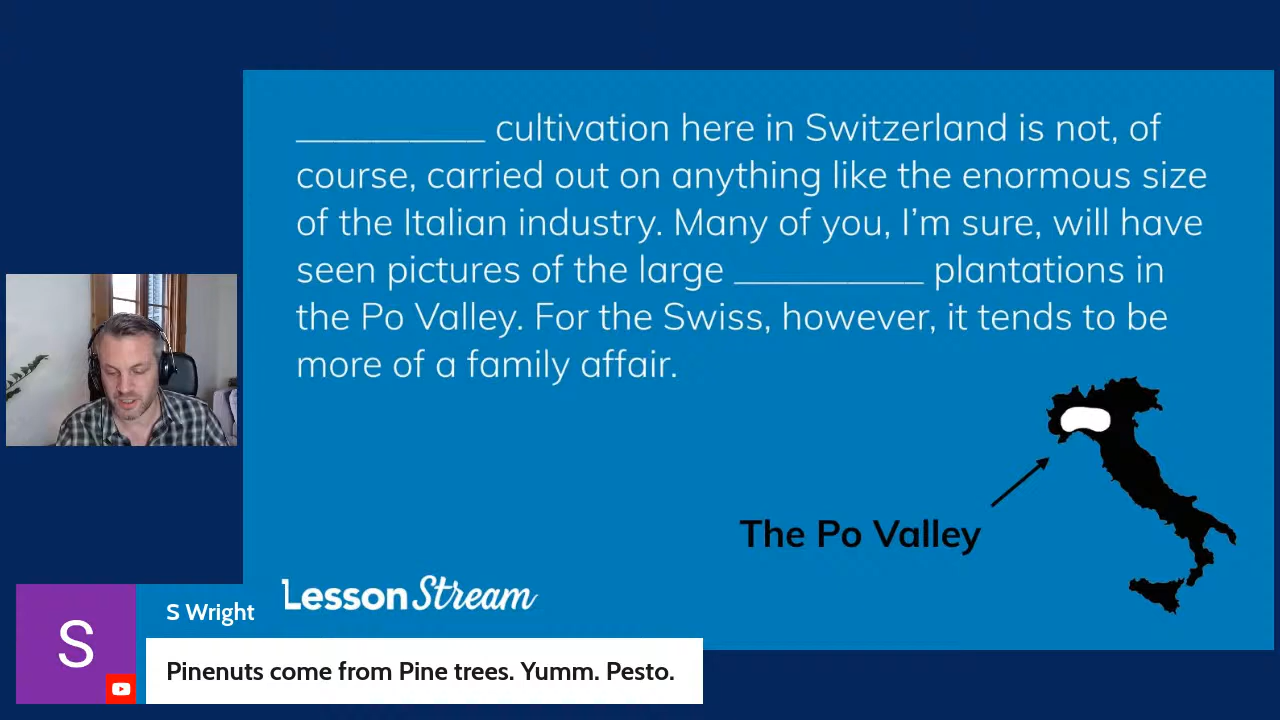 __________ cultivation here in Switzerland is not, of
course, carried out on anything like the enormous size
of the Italian industry. Many of you, I’m sure, will have
seen pictures of the large __________ plantations in
the Po Valley. For the Swiss, however, it tends to be
more of a family affair.
The Po Valley
LessonStream
S
S Wright
Pinenuts come from Pine trees. Yumm. Pesto.